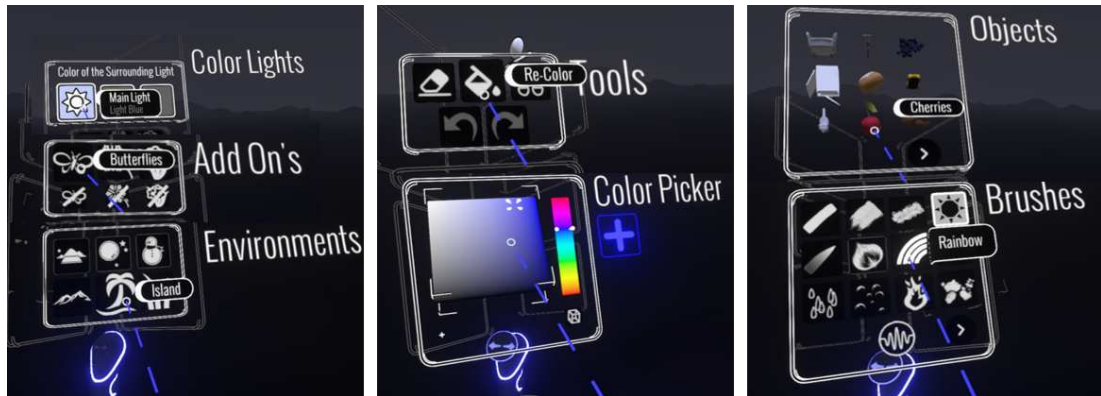 Color Lights
Color of the Surrounding Light
Main Light
Light Blue
Add On's
Butterflies
Environments
Island
Tools
Re-Color
Color Picker
Objects
Cherries
Brushes
Rainbow